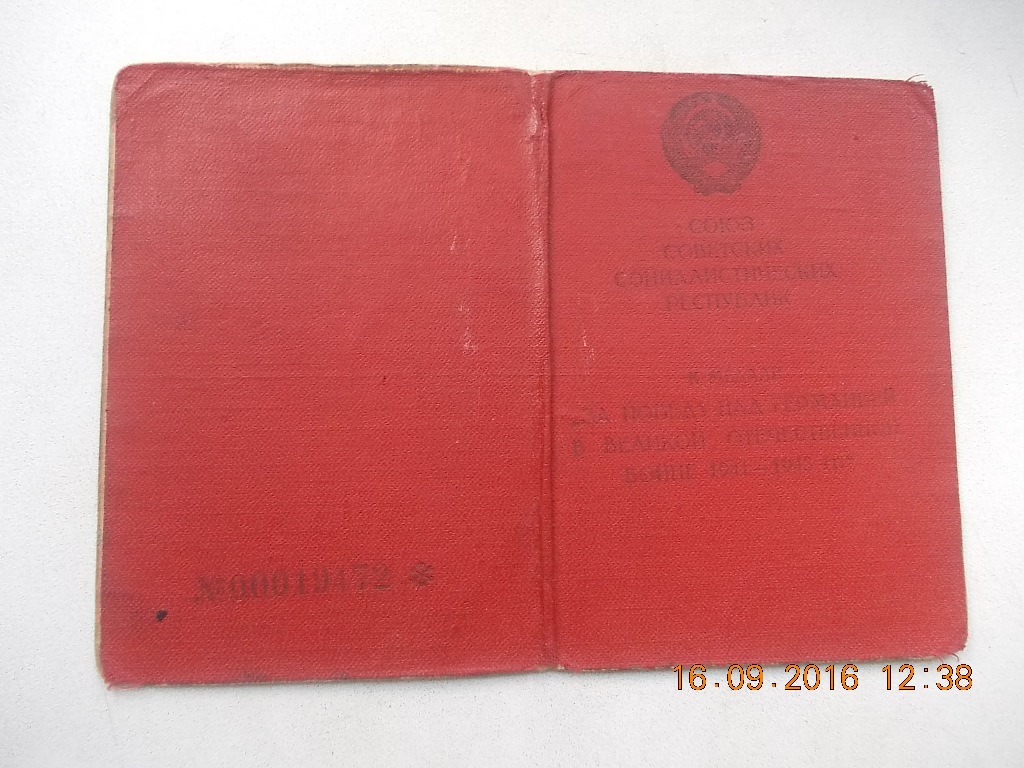 №00019472 *
СОЮЗ
СОВЕТСКИХ
СОЦИАЛИСТИЧЕСКИХ
РЕСПУБЛИК
К МЕДАЛИ
„ЗА ПОБЕДУ НАД ГЕРМАНИЕЙ
В ВЕЛИКОЙ ОТЕЧЕСТВЕННОЙ
ВОЙНЕ 1941—1945 гг."
16.09.2016 12:38